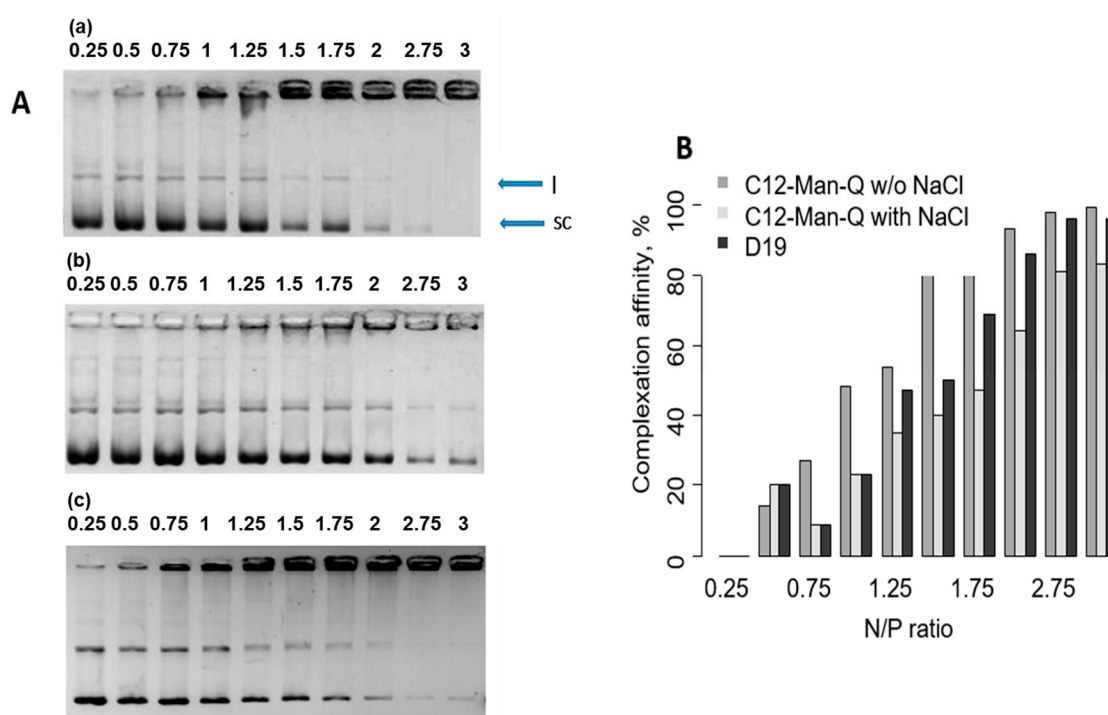 (a)
0.25 0.5 0.75 1 1.25 1.5 1.75 2 2.75 3
A
l
sc
(b)
0.25 0.5 0.75 1 1.25 1.5 1.75 2 2.75 3
(c)
0.25 0.5 0.75 1 1.25 1.5 1.75 2 2.75 3
B
C12-Man-Q w/o NaCl
C12-Man-Q with NaCl
D19
Complexation affinity, %
100
80
60
40
20
0
0.25 0.75 1.25 1.75 2.75
N/P ratio